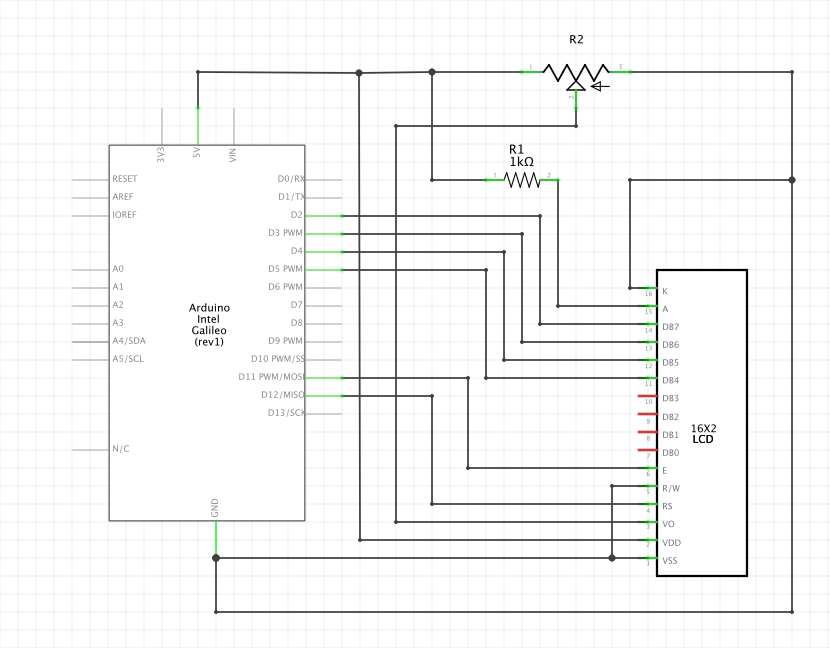 R2
1
3
2
3V3
5V
VIN
R1
1kΩ
1
2
RESET
AREF
IOREF
A0
A1
A2
A3
A4/SDA
A5/SCL
N/C
Arduino
Intel
Galileo
(rev1)
D0/RX
D1/TX
D2
D3 PWM
D4
D5 PWM
D6 PWM
D7
D8
D9 PWM
D10 PWM/SS
D11 PWM/MOSI
D12/MISO
D13/SCK
GND
16 K
15 A
14 DB7
13 DB6
12 DB5
11 DB4
10 DB3
9 DB2
8 DB1
7 DB0
6 E
5 R/W
4 RS
3 VO
2 VDD
1 VSS
16X2
LCD